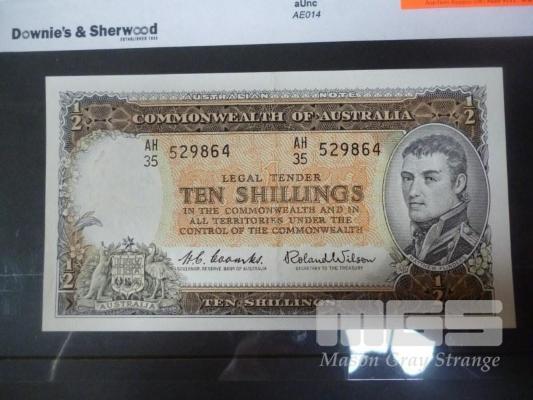 aUnc
AE014
Downie's & Sherwood
ESTABLISHED
AUSTRALIAN NOTE
1/2
COMMONWEALTH OF AUSTRALIA
1/2
AH
35 529864
AH
35 529864
LEGAL TENDER
TEN SHILLINGS
IN THE COMMONWEALTH AND IN
ALL TERRITORIES UNDER THE
CONTROL OF THE COMMONWEALTH
H.C. Coombs
Roland Wilson
GOVERNOR, RESERVE BANK OF AUSTRALIA
SECRETARY TO THE TREASURY
MATTHEW FLINDERS
1/2
AUSTRALIA
TEN SHILLINGS
1/2
MGS
Mason Gray Strange